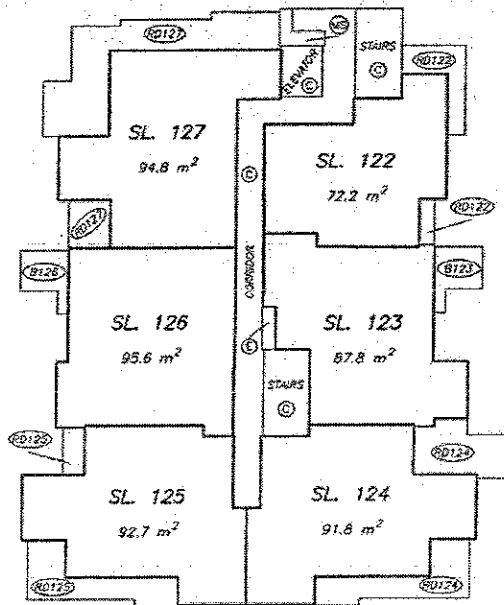 RD127
MS
STAIRS
C
RD122
ELEVATOR
C
SL. 127
94.8 m²
C
SL. 122
72.2 m²
RD122
RD127
B126
CORRIDOR
B123
SL. 126
95.6 m²
SL. 123
87.8 m²
E
STAIRS
C
RD125
RD124
SL. 125
92.7 m²
SL. 124
91.8 m²
RD125
RD124